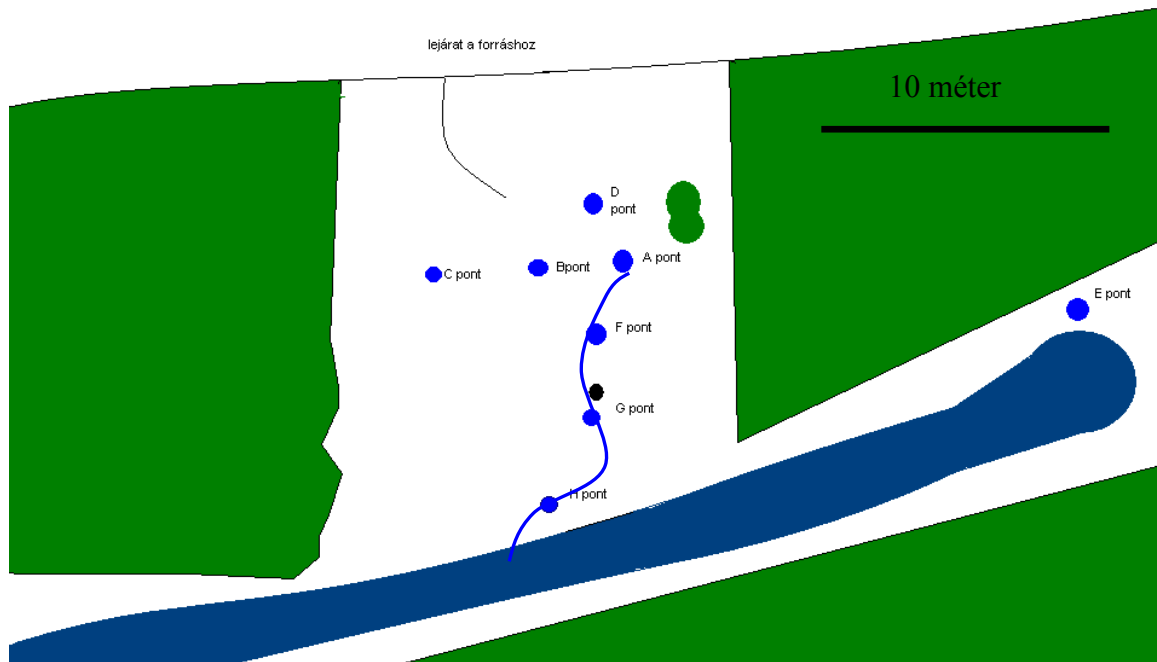 lejárat a forráshoz
10 méter
D
pont
A pont
Bpont
C pont
E pont
F pont
G pont
H pont